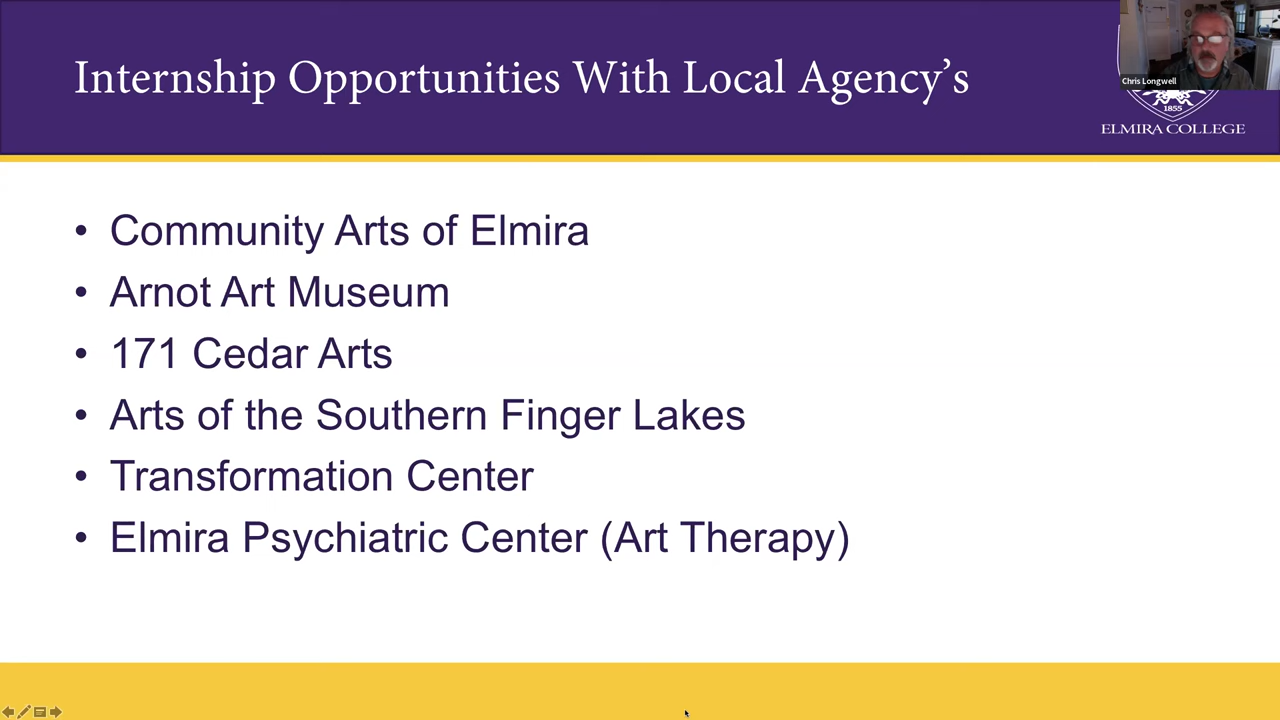 Internship Opportunities With Local Agency’s
Chris Longwell
1855
ELMIRA COLLEGE
• Community Arts of Elmira
• Arnot Art Museum
• 171 Cedar Arts
• Arts of the Southern Finger Lakes
• Transformation Center
• Elmira Psychiatric Center (Art Therapy)